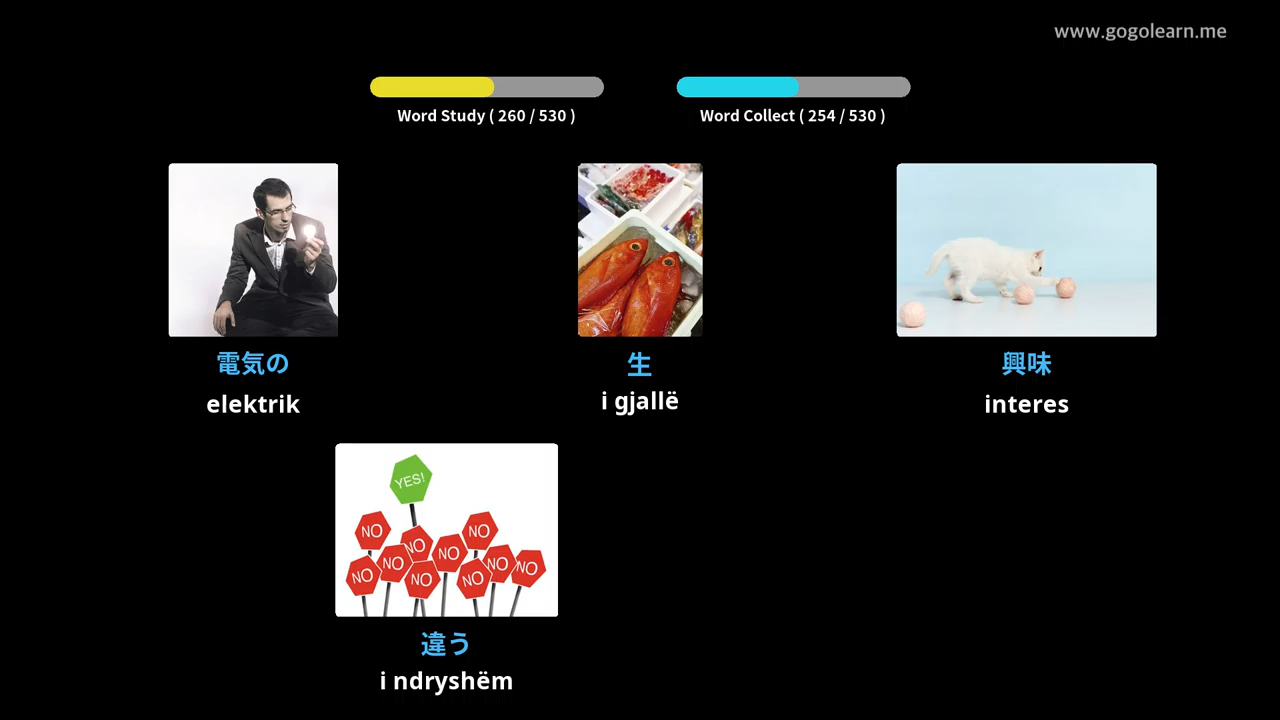 www.gogolearn.me
Word Study ( 260 / 530 )
Word Collect ( 254 / 530 )
電気の
elektrik
生
i gjallë
興味
interes
YES!
NO
NO
NO
NO
NO
NO
NO
NO
NO
NO
違う
i ndryshëm